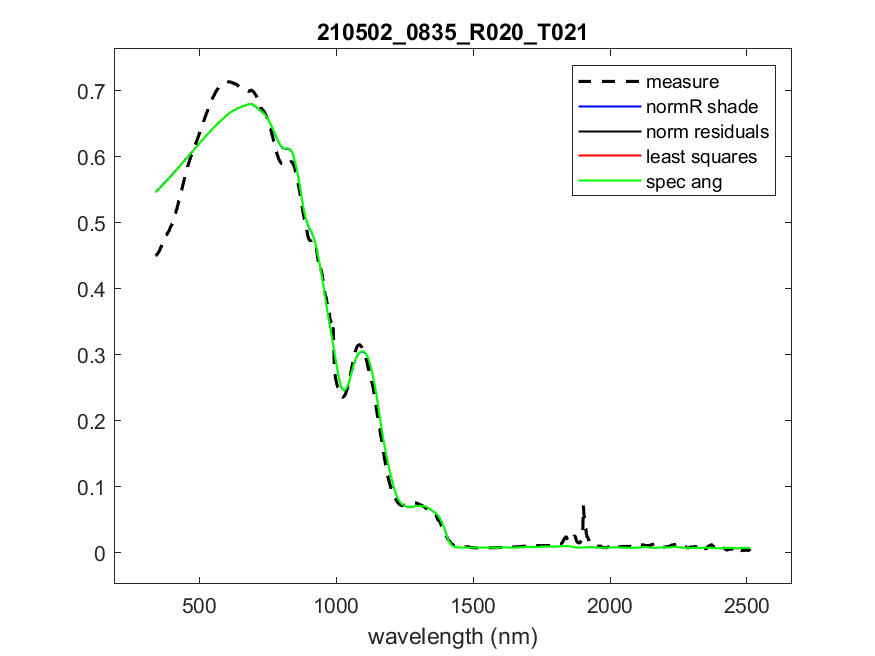 210502_0835_R020_T021
measure
normR shade
norm residuals
least squares
spec ang
0.7
0.6
0.5
0.4
0.3
0.2
0.1
0
500 1000 1500 2000 2500
wavelength (nm)